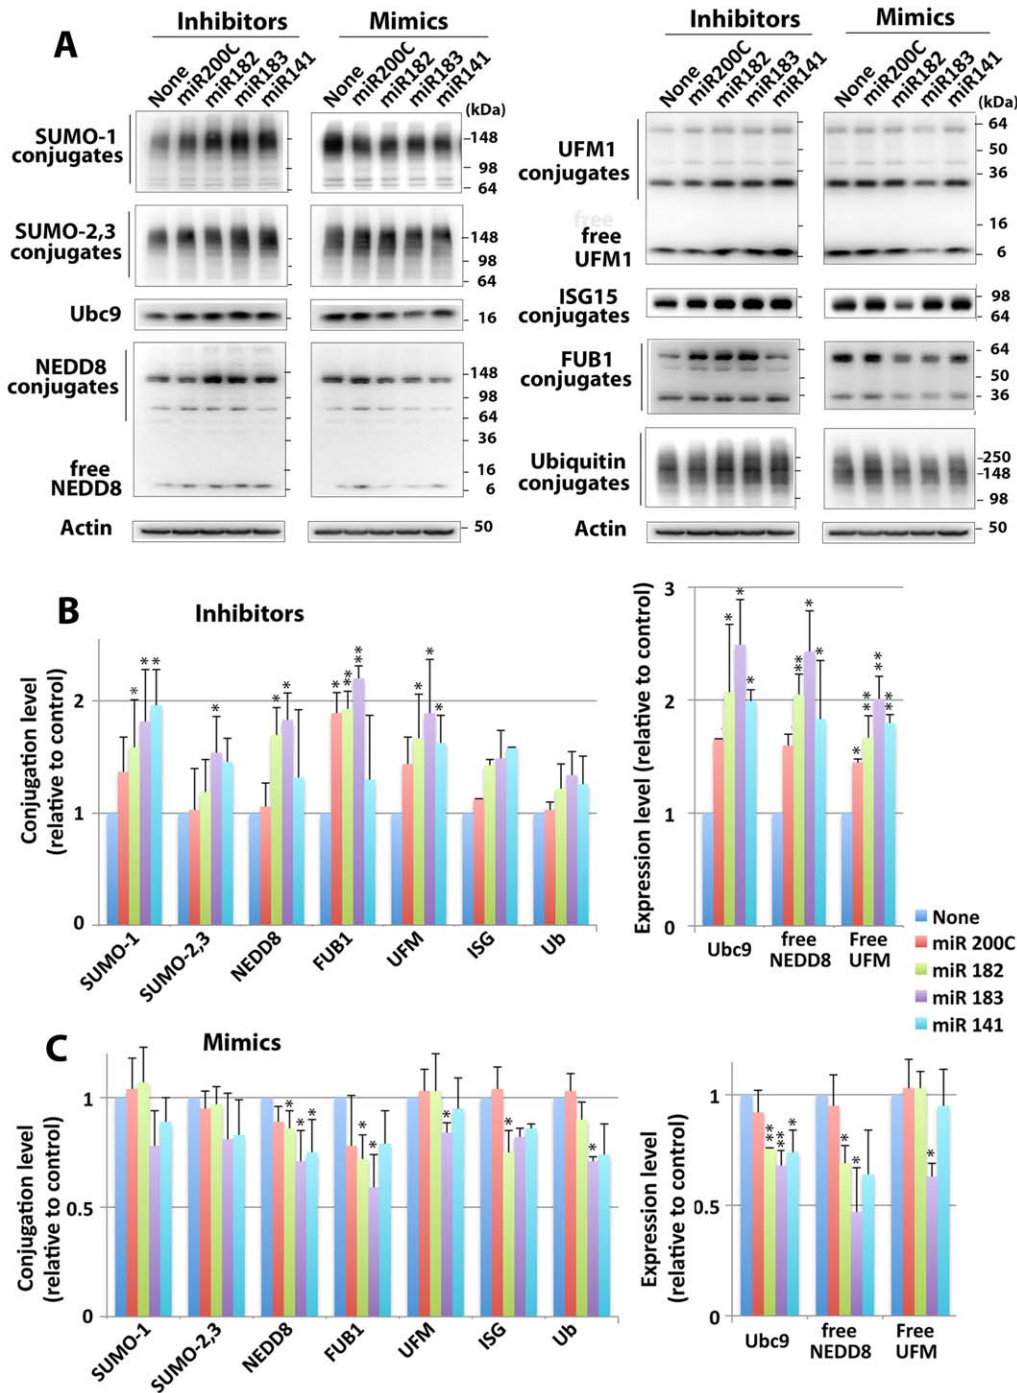 A
Inhibitors
Mimics
None
miR200C
miR182
miR183
miR141
None
miR200C
miR182
miR183
miR141
(kDa)
SUMO-1
conjugates
148
98
64
SUMO-2,3
conjugates
148
98
64
Ubc9
16
NEDD8
conjugates
148
98
64
36
16
6
free
NEDD8
Actin
50
Inhibitors
Mimics
None
miR200C
miR182
miR183
miR141
None
miR200C
miR182
miR183
miR141
(kDa)
UFM1
conjugates
64
50
36
16
6
free
free
UFM1
ISG15
conjugates
98
64
FUB1
conjugates
64
50
36
Ubiquitin
conjugates
250
148
98
Actin
50
B
Inhibitors
Conjugation level
(relative to control)
2
1
0
SUMO-1
SUMO-2,3
NEDD8
FUB1
UFM
ISG
Ub
* * * * * * * ** ** * * *
Expression level (relative to control)
3
2
1
0
Ubc9
free
NEDD8
Free
UFM
* * * ** * * * ** ** **
None
miR 200C
miR 182
miR 183
miR 141
C
Mimics
Conjugation level
(relative to control)
1
0.5
0
SUMO-1
SUMO-2,3
NEDD8
FUB1
UFM
ISG
Ub
* * * * * * * *
Expression level
(relative to control)
1
0.5
0
Ubc9
free
NEDD8
Free
UFM
** ** * * * *